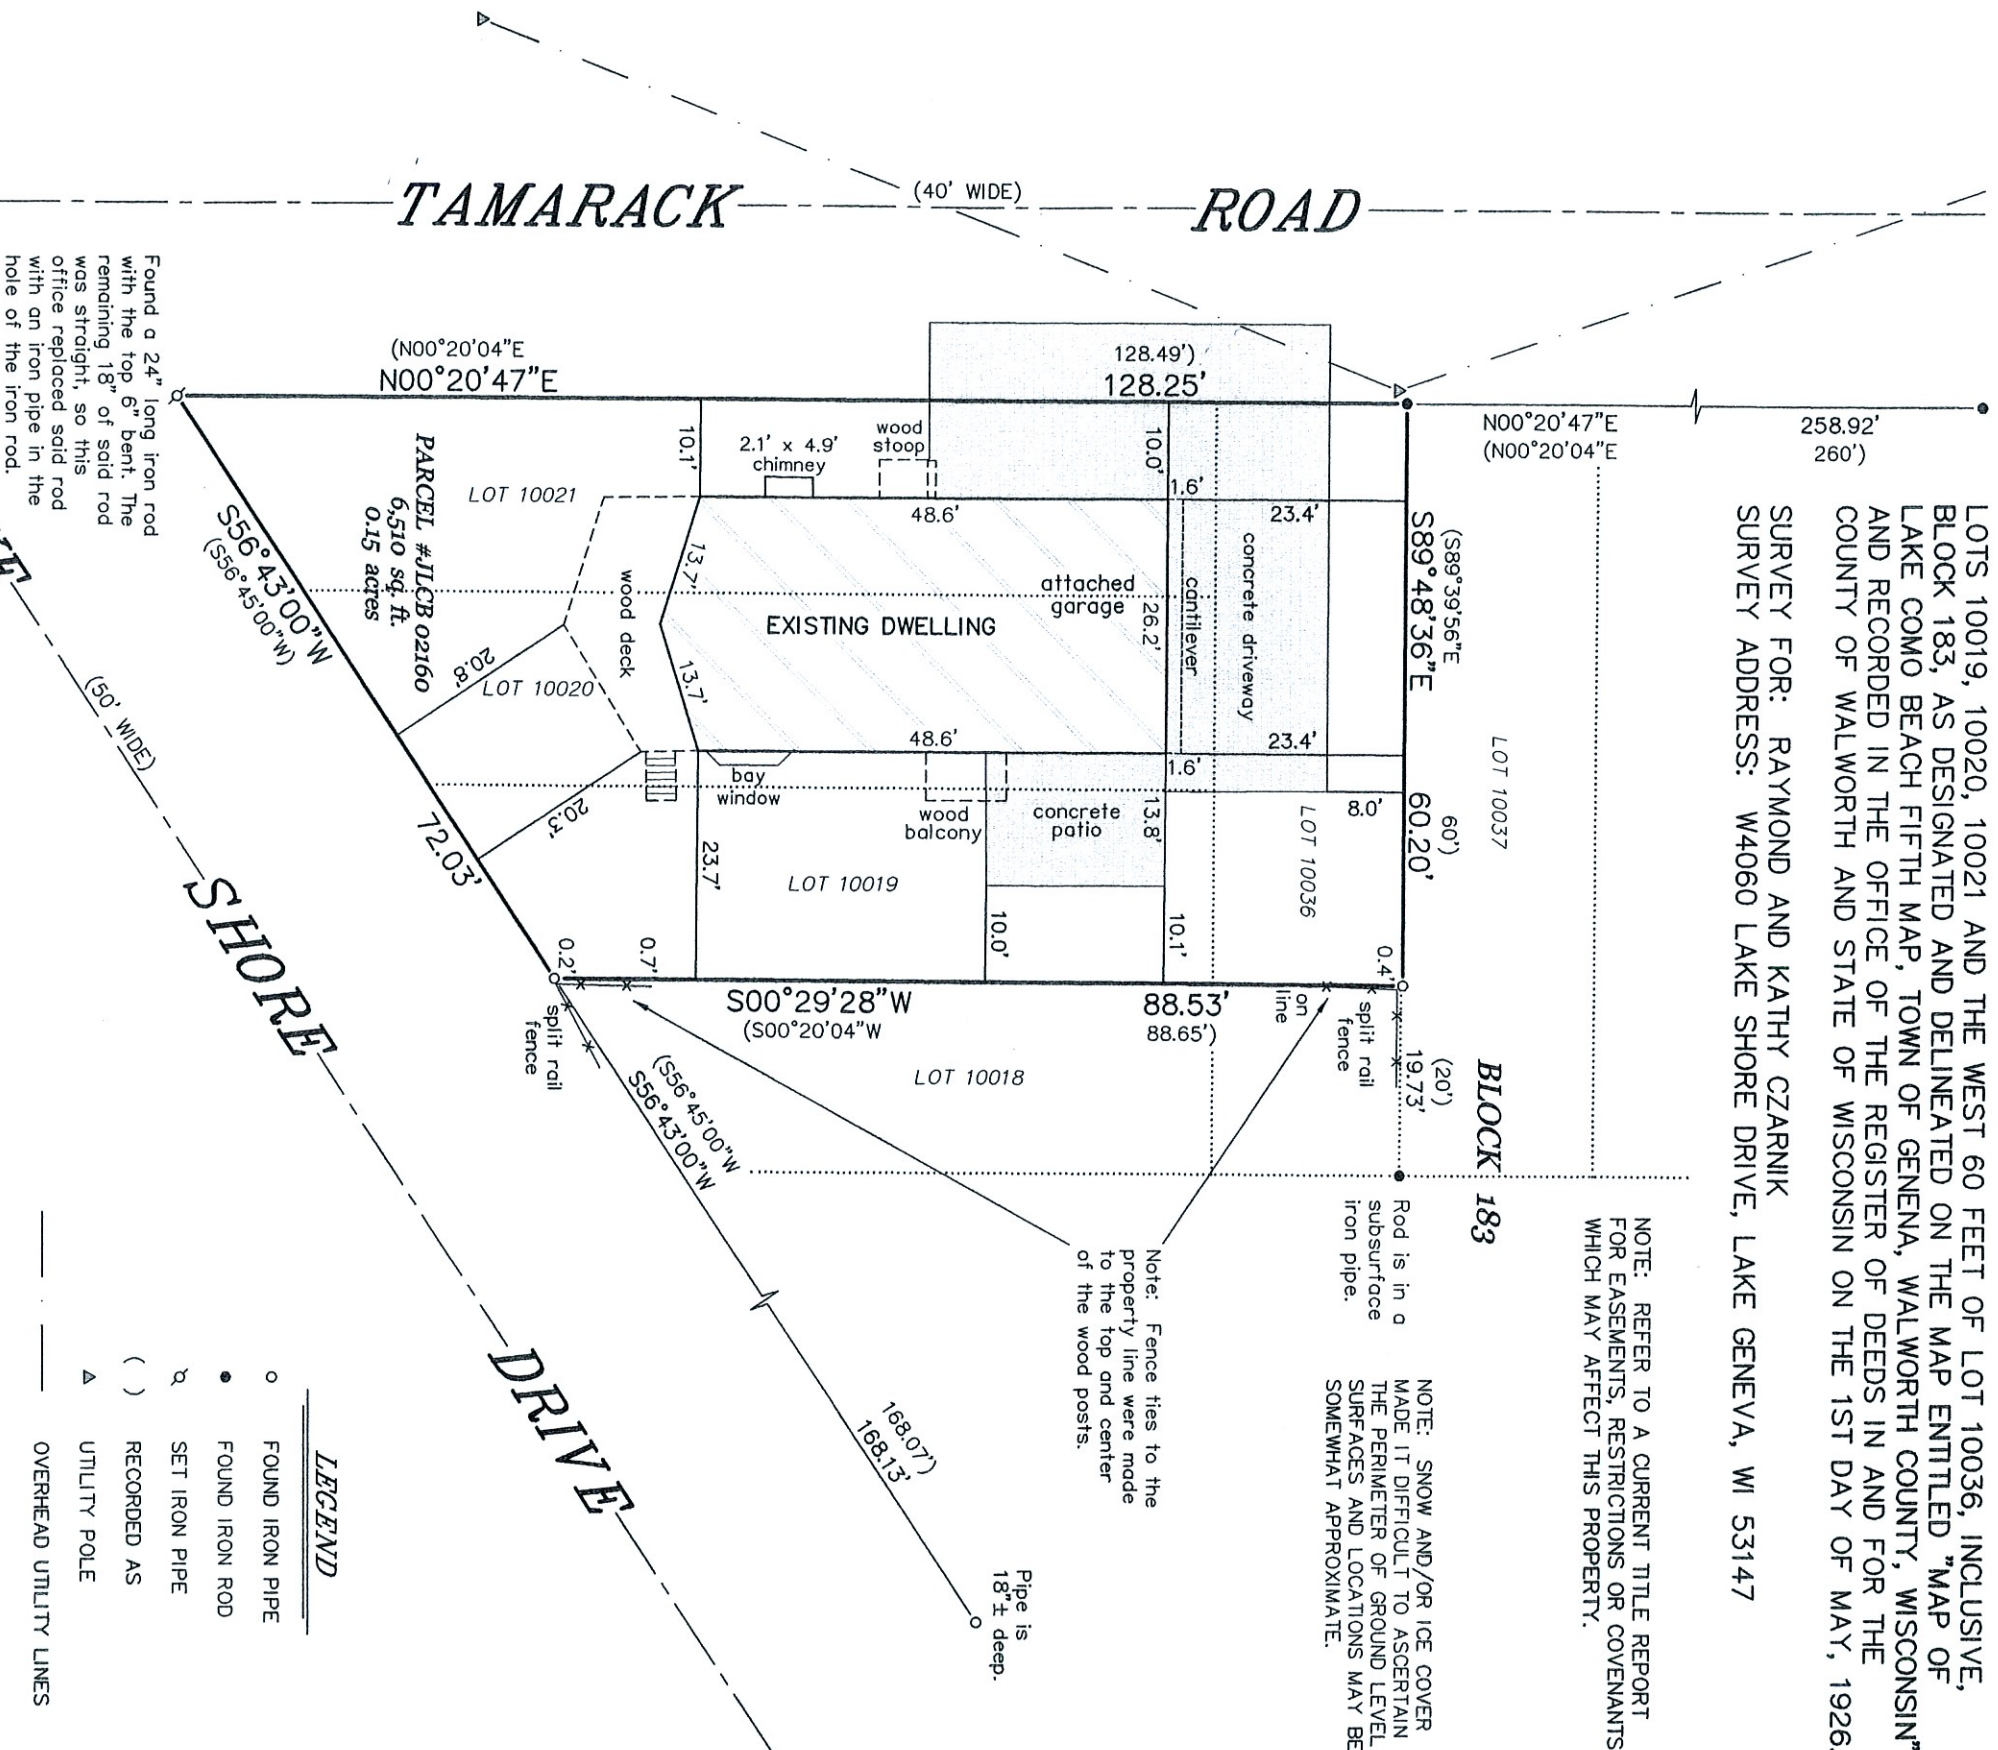 LOTS 10019, 10020, 10021 AND THE WEST 60 FEET OF LOT 10036, INCLUSIVE,
BLOCK 183, AS DESIGNATED AND DELINEATED ON THE MAP ENTITLED "MAP OF
LAKE COMO BEACH FIFTH MAP, TOWN OF GENENA, WALWORTH COUNTY, WISCONSIN"
AND RECORDED IN THE OFFICE OF THE REGISTER OF DEEDS IN AND FOR THE
COUNTY OF WALWORTH AND STATE OF WISCONSIN ON THE 1ST DAY OF MAY, 1926.
SURVEY FOR: RAYMOND AND KATHY CZARNIK
SURVEY ADDRESS: W4060 LAKE SHORE DRIVE, LAKE GENEVA, WI 53147
NOTE: REFER TO A CURRENT TITLE REPORT
FOR EASEMENTS, RESTRICTIONS OR COVENANTS
WHICH MAY AFFECT THIS PROPERTY.
258.92'
260')
N00°20'47"E
(N00°20'04"E
LOT 10037
BLOCK 183
(S89°39'56"E
60')
S89°48'36"E
60.20'
(20')
19.73'
Rod is in a
subsurface
iron pipe.
NOTE: SNOW AND/OR ICE COVER
MADE IT DIFFICULT TO ASCERTAIN
THE PERIMETER OF GROUND LEVEL
SURFACES AND LOCATIONS MAY BE
SOMEWHAT APPROXIMATE.
TAMARACK
(40' WIDE)
ROAD
128.49')
128.25'
(N00°20'04"E
N00°20'47"E
23.4'
concrete driveway
23.4'
8.0'
LOT 10036
0.4'
split rail
fence
on
line
10.0'
1.6'
cantilever
1.6'
26.2'
attached
garage
13.8'
10.1'
wood
stoop
2.1' x 4.9'
chimney
10.1'
48.6'
EXISTING DWELLING
48.6'
13.7'
13.7'
bay
window
wood
balcony
concrete
patio
10.0'
LOT 10019
23.7'
wood deck
LOT 10021
LOT 10020
PARCEL #JLCB 02160
6,510 sq. ft.
0.15 acres
20.8'
20.3'
0.7'
0.2'
88.53'
88.65')
S00°29'28"W
(S00°20'04"W
LOT 10018
split rail
fence
Note: Fence ties to the
property line were made
to the top and center
of the wood posts.
S56°43'00"W
(S56°45'00"W)
72.03'
(S56°45'00"W
S56°43'00"W
168.07')
168.13'
Pipe is
18"± deep.
Found a 24" long iron rod
with the top 6" bent. The
remaining 18" of said rod
was straight, so this
office replaced said rod
with an iron pipe in the
hole of the iron rod.
(50' WIDE)
SHORE
DRIVE
LEGEND
FOUND IRON PIPE
FOUND IRON ROD
SET IRON PIPE
( ) RECORDED AS
UTILITY POLE
OVERHEAD UTILITY LINES